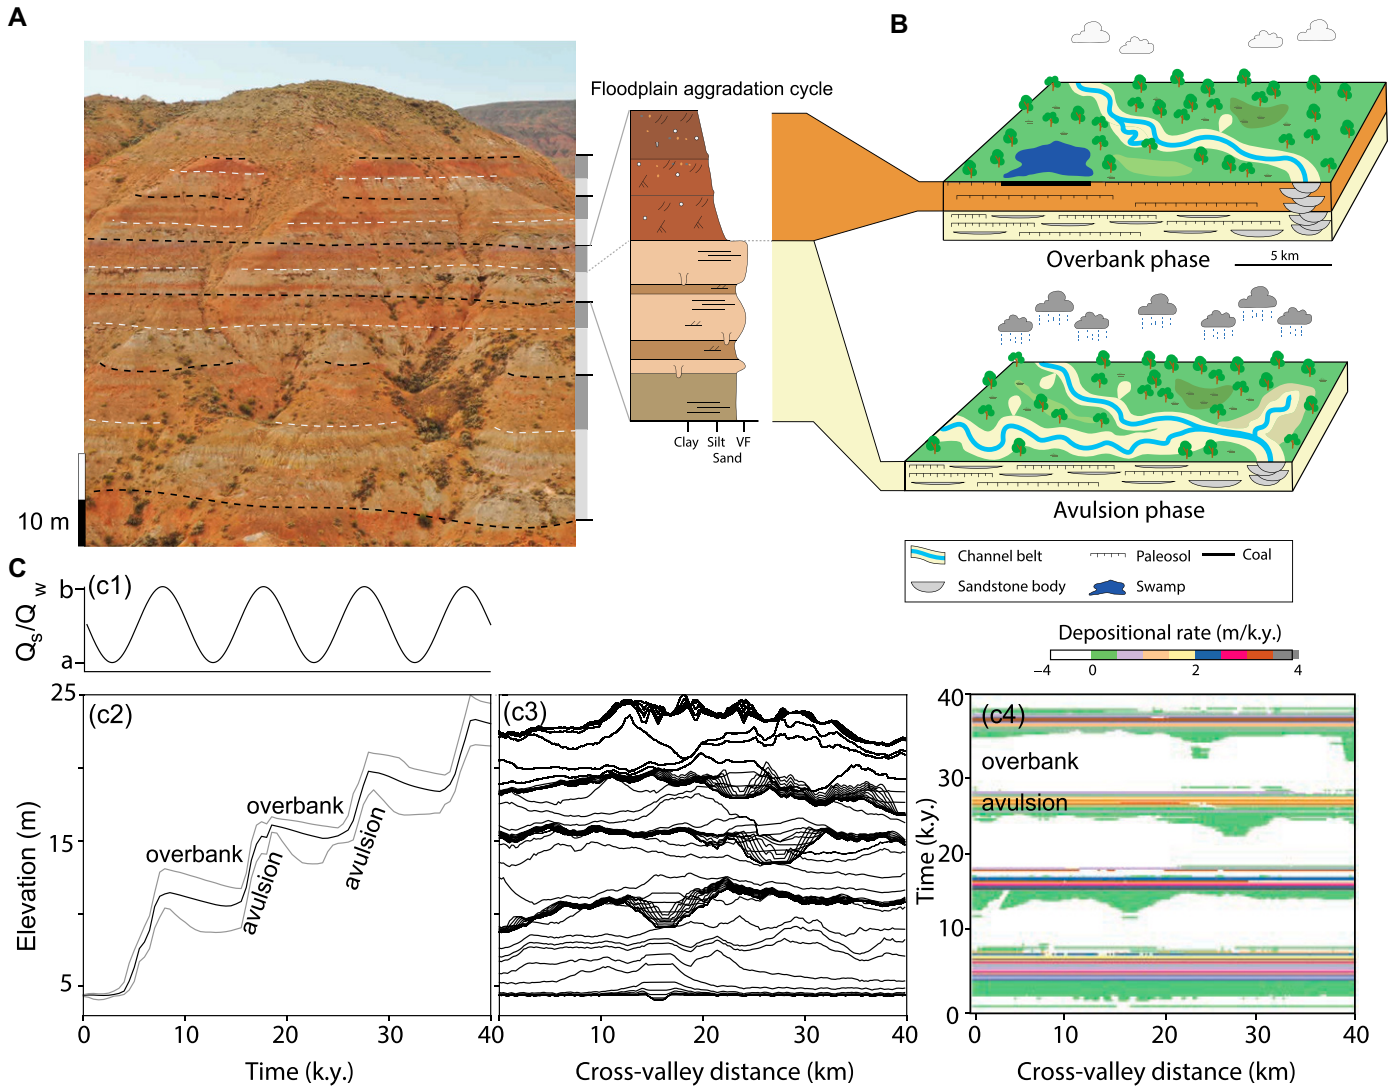 A
B
Floodplain aggradation cycle
10 m
Clay Silt VF
Sand
Overbank phase
5 km
Avulsion phase
Channel belt
Paleosol
Coal
Sandstone body
Swamp
C
(c1)
b
a
Qs/Qw
Depositional rate (m/k.y.)
−4 0 2 4
(c2)
25
15
5
Elevation (m)
overbank
avulsion
overbank
avulsion
0 10 20 30 40
Time (k.y.)
(c3)
0 10 20 30 40
Cross-valley distance (km)
(c4)
40
30
20
10
0
Time (k.y.)
overbank
avulsion
0 10 20 30 40
Cross-valley distance (km)